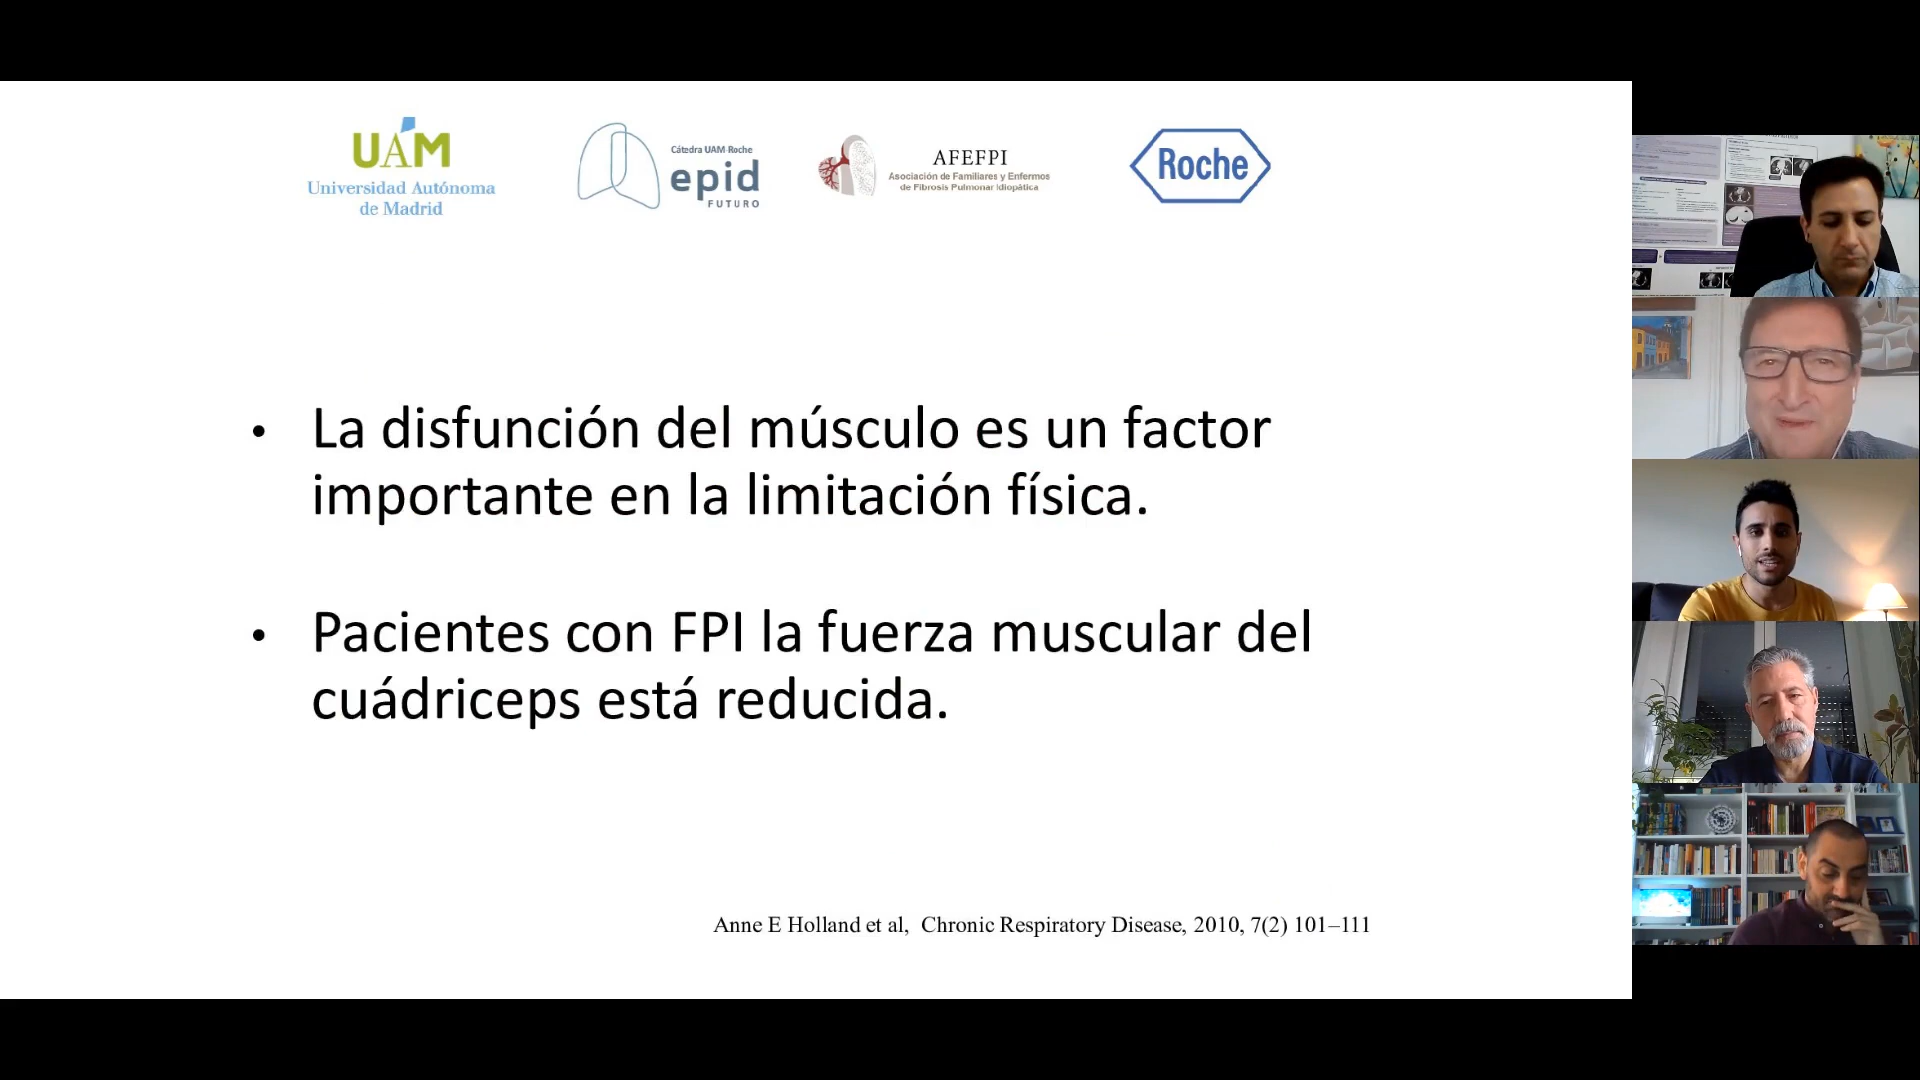 UAM
Universidad Autónoma
de Madrid
Cátedra UAM-Roche
epid
FUTURO
AFEFPI
Asociación de Familiares y Enfermos
de Fibrosis Pulmonar Idiopática
Roche
• La disfunción del músculo es un factor
importante en la limitación física.
• Pacientes con FPI la fuerza muscular del
cuádriceps está reducida.
Anne E Holland et al, Chronic Respiratory Disease, 2010, 7(2) 101–111